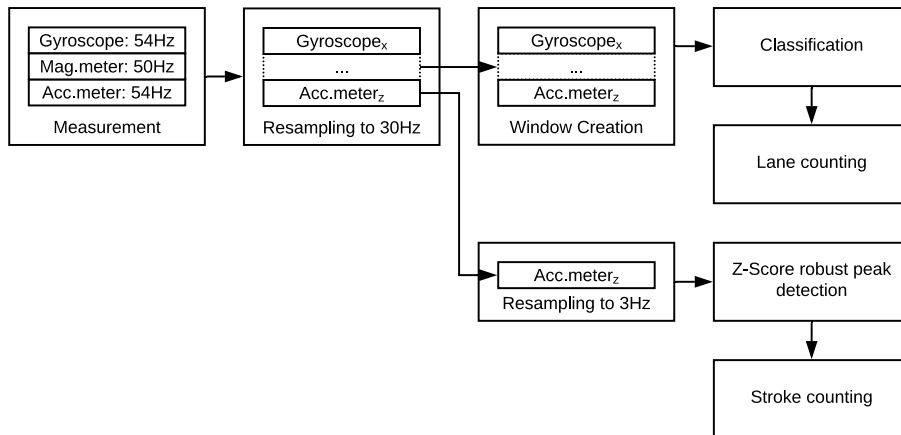 Gyroscope: 54Hz
Mag.meter: 50Hz
Acc.meter: 54Hz
Measurement
Gyroscopex
...
Acc.meterz
Resampling to 30Hz
Gyroscopex
...
Acc.meterz
Window Creation
Classification
Lane counting
Acc.meterz
Resampling to 3Hz
Z-Score robust peak
detection
Stroke counting